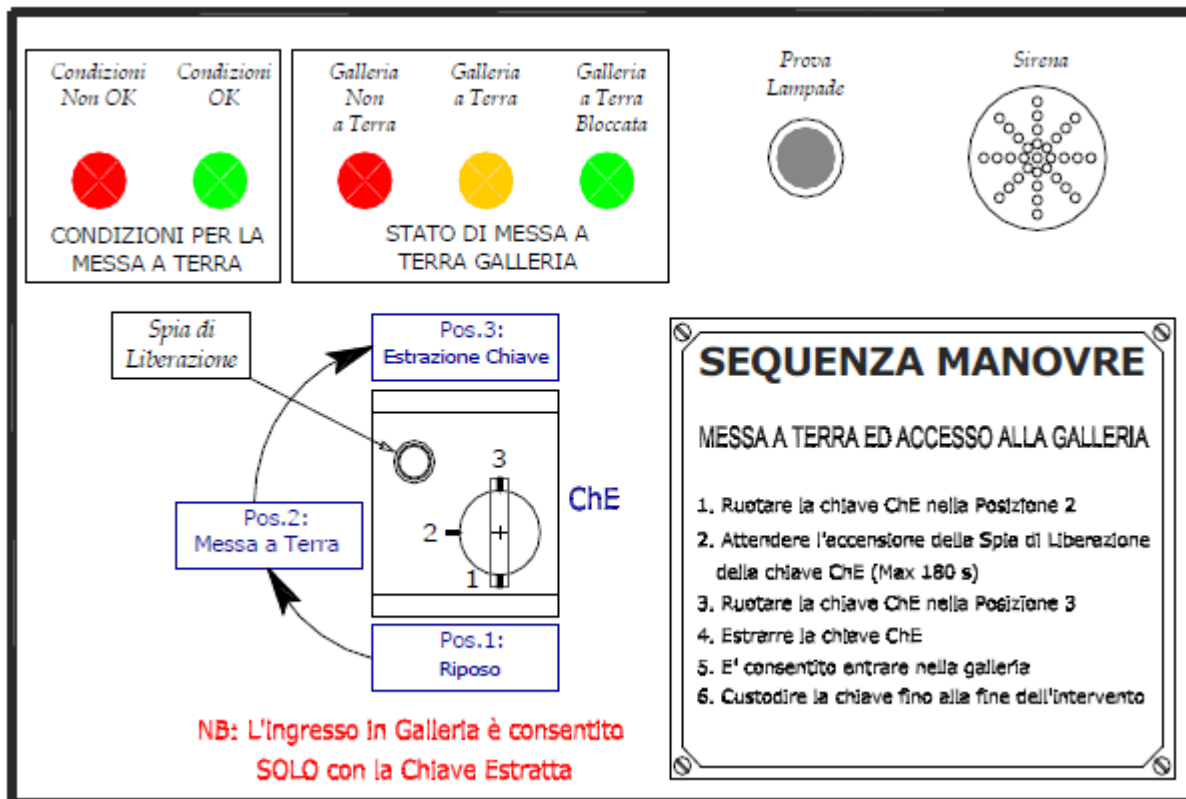 Condizioni
Non OK
Condizioni
OK
CONDIZIONI PER LA
MESSA A TERRA
Galleria
Non
a Terra
Galleria
a Terra
Galleria
a Terra
Bloccata
STATO DI MESSA A
TERRA GALLERIA
Prova
Lampade
Sirena
Spia di
Liberazione
Pos.3:
Estrazione Chiave
Pos.2:
Messa a Terra
3
2
1
ChE
Pos.1:
Riposo
NB: L'ingresso in Galleria è consentito
SOLO con la Chiave Estratta
SEQUENZA MANOVRE
MESSA A TERRA ED ACCESSO ALLA GALLERIA
1. Ruotare la chiave ChE nella Posizione 2
2. Attendere l'accensione della Spia di Liberazione
della chiave ChE (Max 180 s)
3. Ruotare la chiave ChE nella Posizione 3
4. Estrarre la chiave ChE
5. E' consentito entrare nella galleria
6. Custodire la chiave fino alla fine dell'intervento